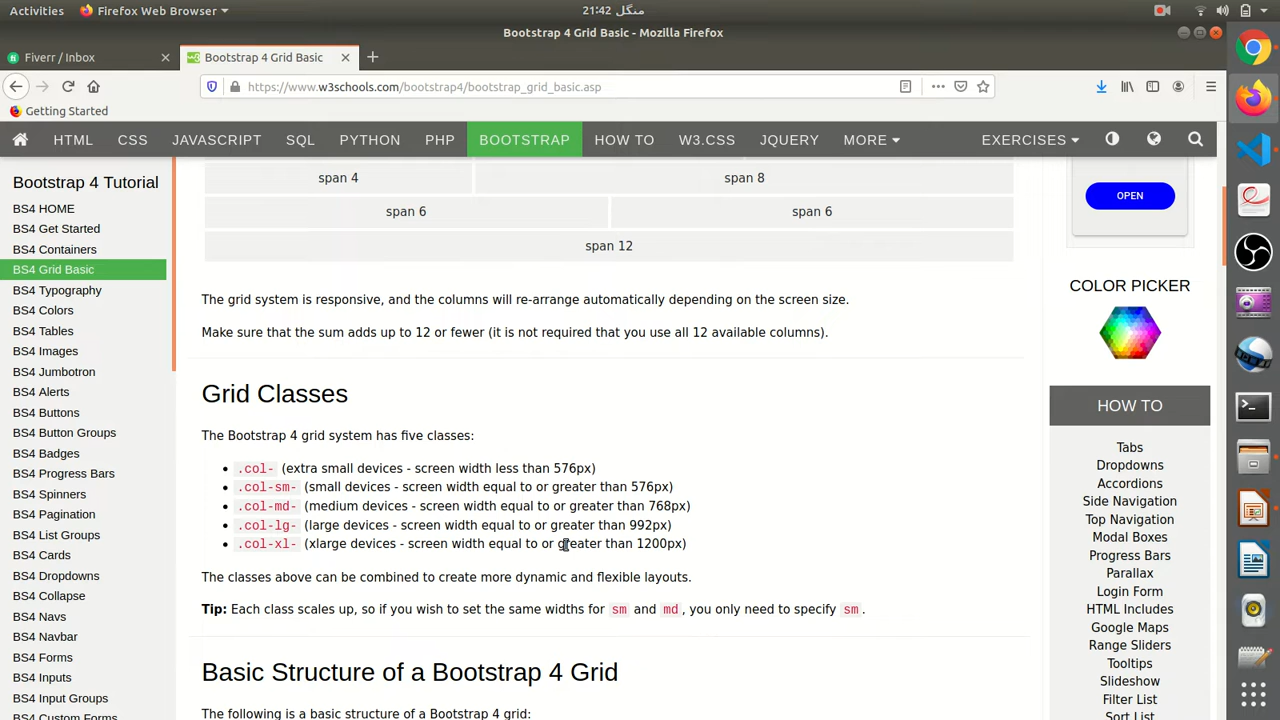 Activities Firefox Web Browser 21:42 منگل
Bootstrap 4 Grid Basic - Mozilla Firefox
Fiverr / Inbox Bootstrap 4 Grid Basic
https://www.w3schools.com/bootstrap4/bootstrap_grid_basic.asp
Getting Started
HTML CSS JAVASCRIPT SQL PYTHON PHP BOOTSTRAP HOW TO W3.CSS JQUERY MORE EXERCISES
Bootstrap 4 Tutorial
BS4 HOME
BS4 Get Started
BS4 Containers
BS4 Grid Basic
BS4 Typography
BS4 Colors
BS4 Tables
BS4 Images
BS4 Jumbotron
BS4 Alerts
BS4 Buttons
BS4 Button Groups
BS4 Badges
BS4 Progress Bars
BS4 Spinners
BS4 Pagination
BS4 List Groups
BS4 Cards
BS4 Dropdowns
BS4 Collapse
BS4 Navs
BS4 Navbar
BS4 Forms
BS4 Inputs
BS4 Input Groups
BS4 Custom Forms
span 4 span 8
span 6 span 6
span 12
The grid system is responsive, and the columns will re-arrange automatically depending on the screen size.
Make sure that the sum adds up to 12 or fewer (it is not required that you use all 12 available columns).
Grid Classes
The Bootstrap 4 grid system has five classes:
• .col- (extra small devices - screen width less than 576px)
• .col-sm- (small devices - screen width equal to or greater than 576px)
• .col-md- (medium devices - screen width equal to or greater than 768px)
• .col-lg- (large devices - screen width equal to or greater than 992px)
• .col-xl- (xlarge devices - screen width equal to or greater than 1200px)
The classes above can be combined to create more dynamic and flexible layouts.
Tip: Each class scales up, so if you wish to set the same widths for sm and md, you only need to specify sm.
Basic Structure of a Bootstrap 4 Grid
The following is a basic structure of a Bootstrap 4 grid:
OPEN
COLOR PICKER
HOW TO
Tabs
Dropdowns
Accordions
Side Navigation
Top Navigation
Modal Boxes
Progress Bars
Parallax
Login Form
HTML Includes
Google Maps
Range Sliders
Tooltips
Slideshow
Filter List
Sort List